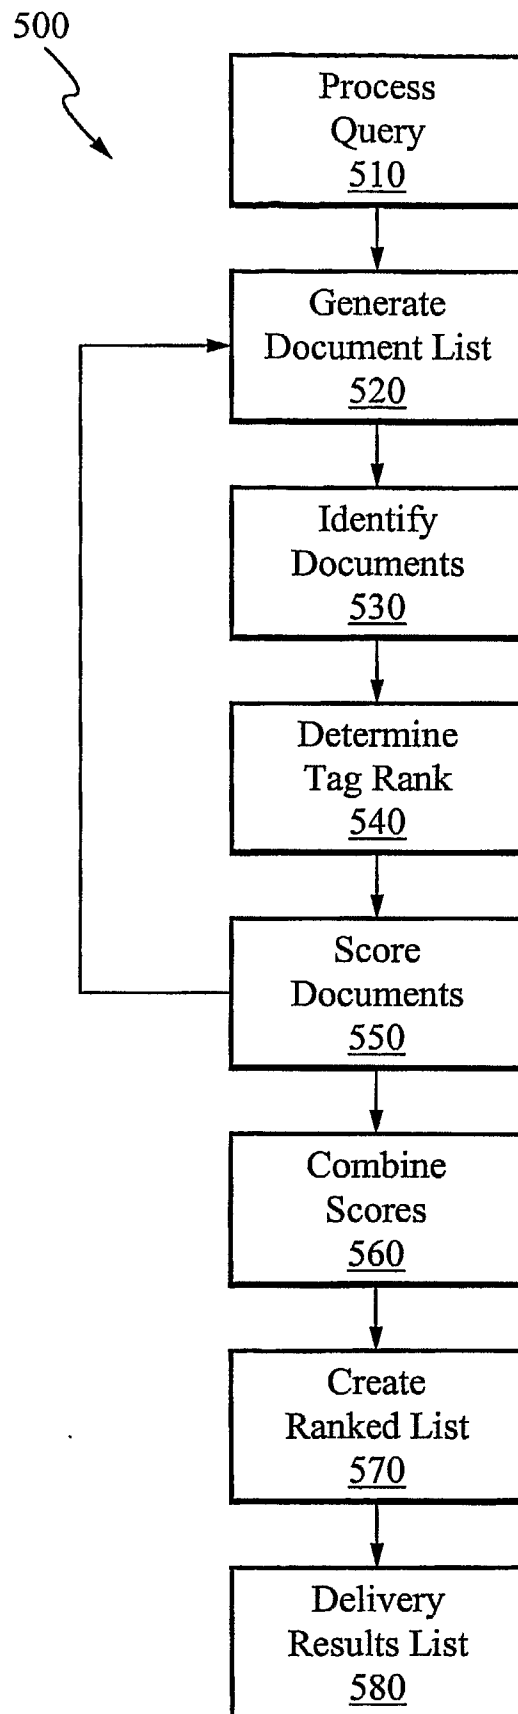 500
Process
Query
510
Generate
Document List
520
Identify
Documents
530
Determine
Tag Rank
540
Score
Documents
550
Combine
Scores
560
Create
Ranked List
570
Delivery
Results List
580